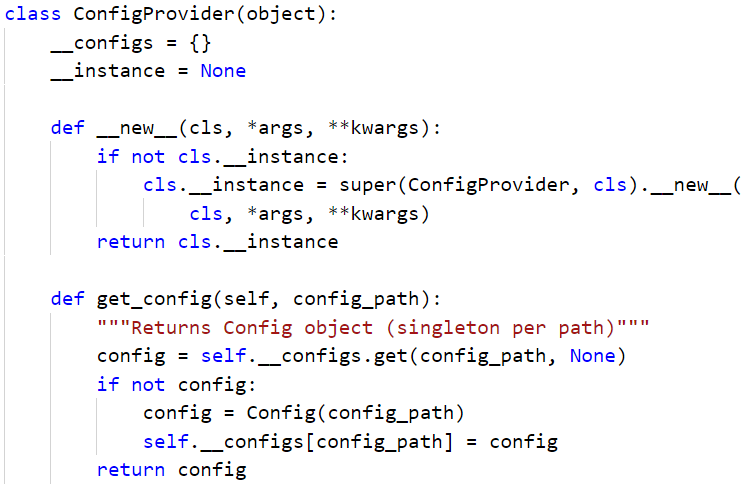 class ConfigProvider(object):
    __configs = {}
    __instance = None

    def __new__(cls, *args, **kwargs):
        if not cls.__instance:
            cls.__instance = super(ConfigProvider, cls).__new__(
                cls, *args, **kwargs)
        return cls.__instance

    def get_config(self, config_path):
        """Returns Config object (singleton per path)"""
        config = self.__configs.get(config_path, None)
        if not config:
            config = Config(config_path)
            self.__configs[config_path] = config
        return config